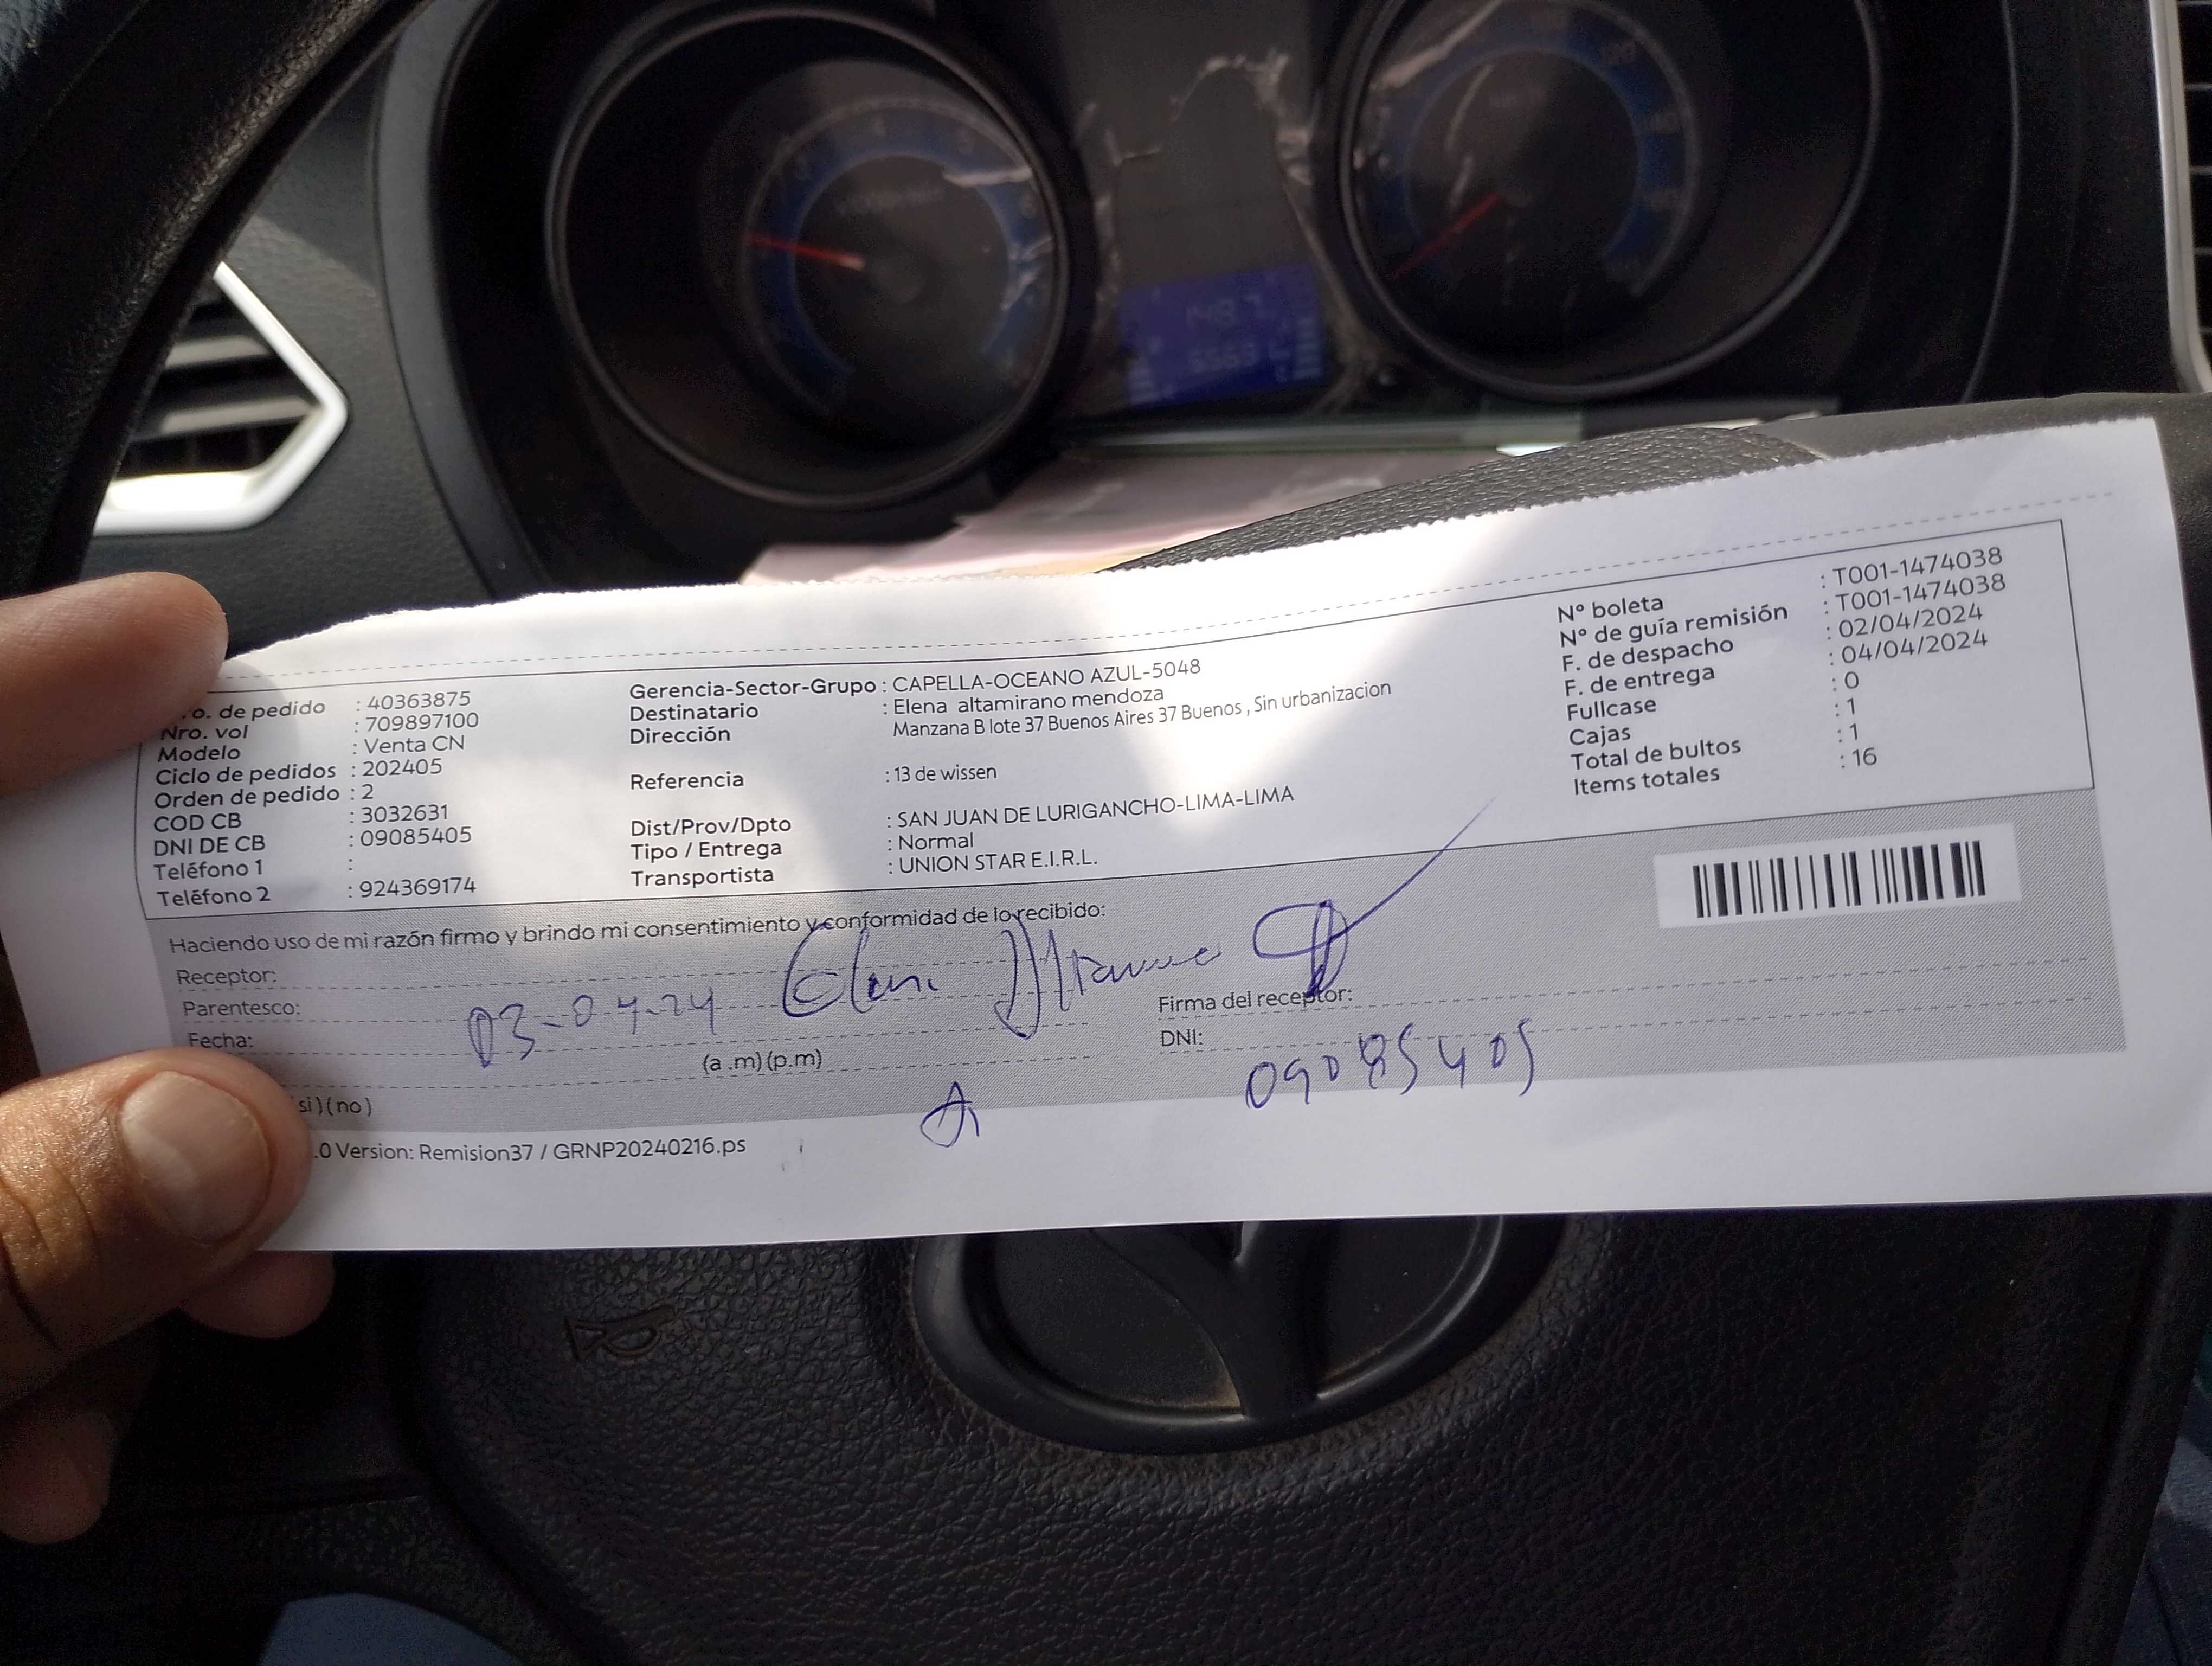 o. de pedido : 40363875
Nro. vol : 709897100
Modelo : Venta CN
Ciclo de pedidos : 202405
Orden de pedido : 2
COD CB : 3032631
DNI DE CB : 09085405
Teléfono 1 :
Teléfono 2 : 924369174
Gerencia-Sector-Grupo : CAPELLA-OCEANO AZUL-5048
Destinatario : Elena altamirano mendoza
Dirección Manzana B lote 37 Buenos Aires 37 Buenos , Sin urbanizacion
Referencia : 13 de wissen
Dist/Prov/Dpto : SAN JUAN DE LURIGANCHO-LIMA-LIMA
Tipo / Entrega : Normal
Transportista : UNION STAR E.I.R.L.
N° boleta : T001-1474038
N° de guía remisión : T001-1474038
F. de despacho : 02/04/2024
F. de entrega : 04/04/2024
Fullcase : 0
Cajas : 1
Total de bultos : 1
Items totales : 16
Haciendo uso de mi razón firmo y brindo mi consentimiento y conformidad de lo recibido:
Receptor:
Parentesco:
Fecha: 03-04-24
(a .m) (p.m)
Firma del receptor:
DNI: 09085405
si ) ( no )
.0 Version: Remision37 / GRNP20240216.ps